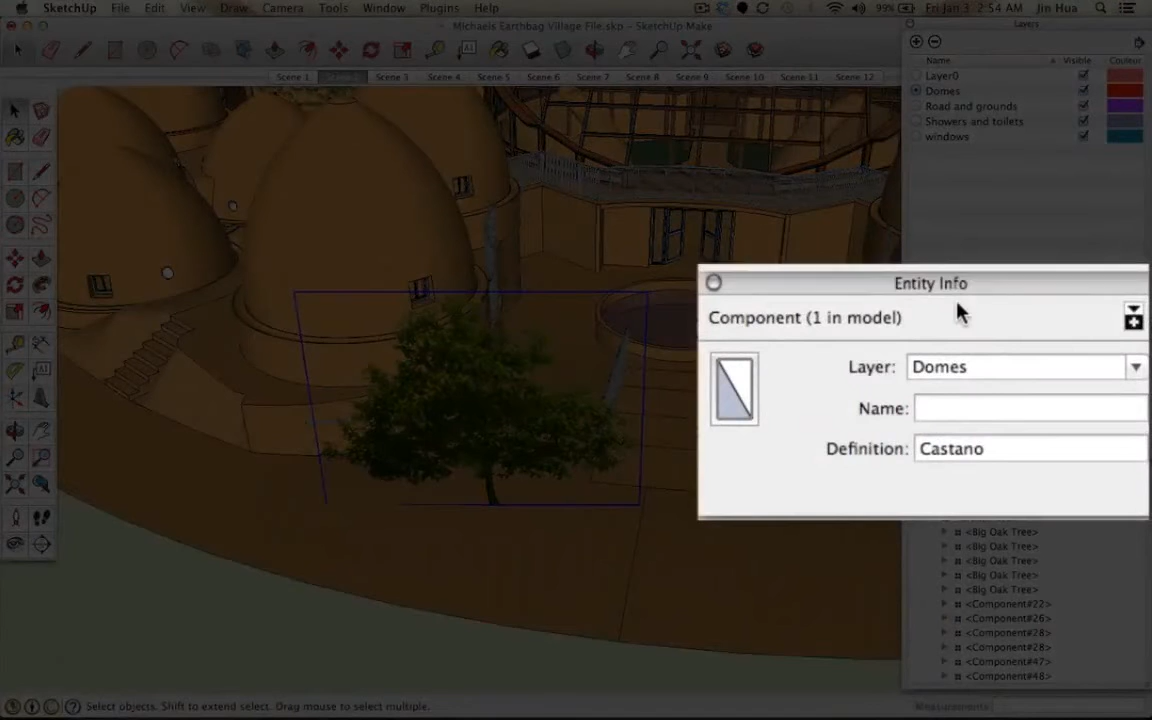 SketchUp File Edit View Draw Camera Tools Window Plugins Help 99% Fri Jan 3 2:54 AM Jin Hua
Michaels Earthbag Village File.skp - SketchUp Make
Layers
Scene 1 Scene 3 Scene 4 Scene 5 Scene.6 Scene 7 Scene 8 Scene 9 Scene 10 Scene 11 Scene 12
Name Visible Colour
Layer0
Domes
Road and grounds
Showers and toilets
windows
Entity Info
Component (1 in model)
Layer: Domes
Name:
Definition: Castano
<Big Oak Tree>
<Big Oak Tree>
<Big Oak Tree>
<Big Oak Tree>
<Big Oak Tree>
<Component#22>
<Component#26>
<Component#28>
<Component#28>
<Component#47>
<Component#48>
Select objects. Shift to extend select. Drag mouse to select multiple.
Measurements